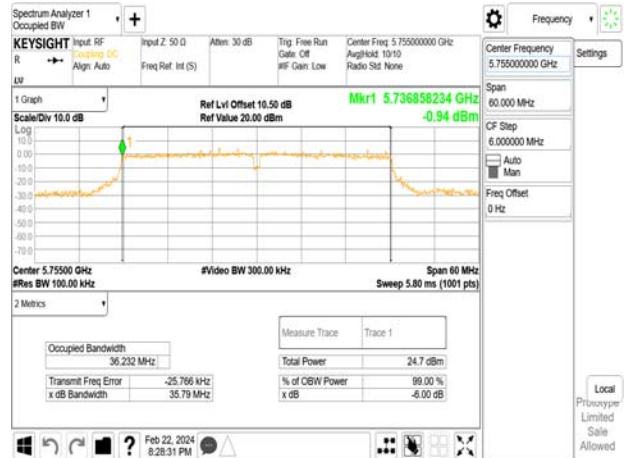 Spectrum Analyzer 1
Occupied BW
+
Frequency
KEYSIGHT
Input: RF
Coupling: DC
Align: Auto
Input Z: 50 Ω
Freq Ref: Int (S)
Atten: 30 dB
Trig: Free Run
Gate: Off
#IF Gain: Low
Center Freq: 5.755000000 GHz
Avg|Hold: 10/10
Radio Std: None
R
Center Frequency
5.755000000 GHz
Settings
Span
60.000 MHz
CF Step
6.000000 MHz
Auto
Man
Freq Offset
0 Hz
1 Graph
Scale/Div 10.0 dB
Ref Lvl Offset 10.50 dB
Ref Value 20.00 dBm
Mkr1 5.736858234 GHz
-0.94 dBm
Log
10.0
0.00
-10.0
-20.0
-30.0
-40.0
-50.0
-60.0
-70.0
1
Center 5.75500 GHz
#Res BW 100.00 kHz
#Video BW 300.00 kHz
Span 60 MHz
Sweep 5.80 ms (1001 pts)
2 Metrics
Measure Trace
Trace 1
Occupied Bandwidth
36.232 MHz
Total Power
24.7 dBm
Transmit Freq Error
-25.766 kHz
% of OBW Power
99.00 %
x dB Bandwidth
35.79 MHz
x dB
-6.00 dB
Local
Prototype
Limited
Sale
Allowed
?
Feb 22, 2024
8:28:31 PM